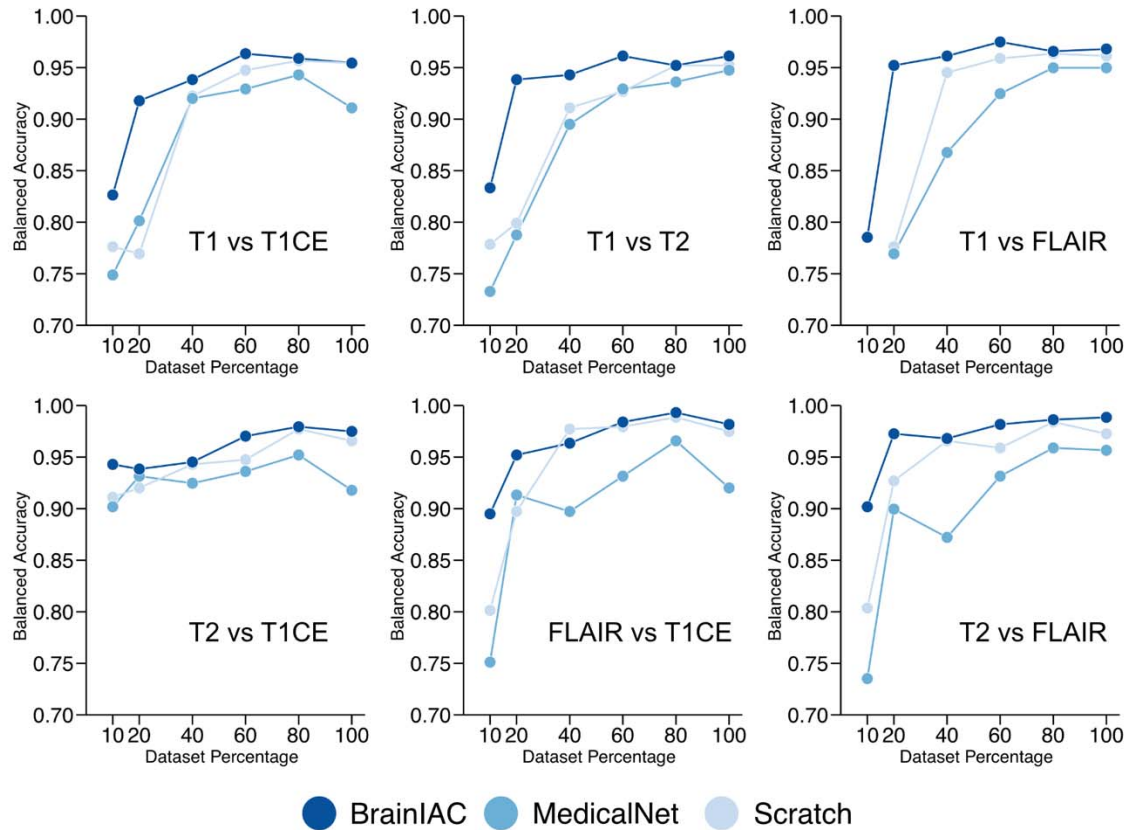 1.00
0.95
0.90
0.85
0.80
0.75
0.70
Balanced Accuracy
T1 vs T1CE
10 20 40 60 80 100
Dataset Percentage
1.00
0.95
0.90
0.85
0.80
0.75
0.70
Balanced Accuracy
T1 vs T2
10 20 40 60 80 100
Dataset Percentage
1.00
0.95
0.90
0.85
0.80
0.75
0.70
Balanced Accuracy
T1 vs FLAIR
10 20 40 60 80 100
Dataset Percentage
1.00
0.95
0.90
0.85
0.80
0.75
0.70
Balanced Accuracy
T2 vs T1CE
10 20 40 60 80 100
Dataset Percentage
1.00
0.95
0.90
0.85
0.80
0.75
0.70
Balanced Accuracy
FLAIR vs T1CE
10 20 40 60 80 100
Dataset Percentage
1.00
0.95
0.90
0.85
0.80
0.75
0.70
Balanced Accuracy
T2 vs FLAIR
10 20 40 60 80 100
Dataset Percentage
BrainIAC MedicalNet Scratch